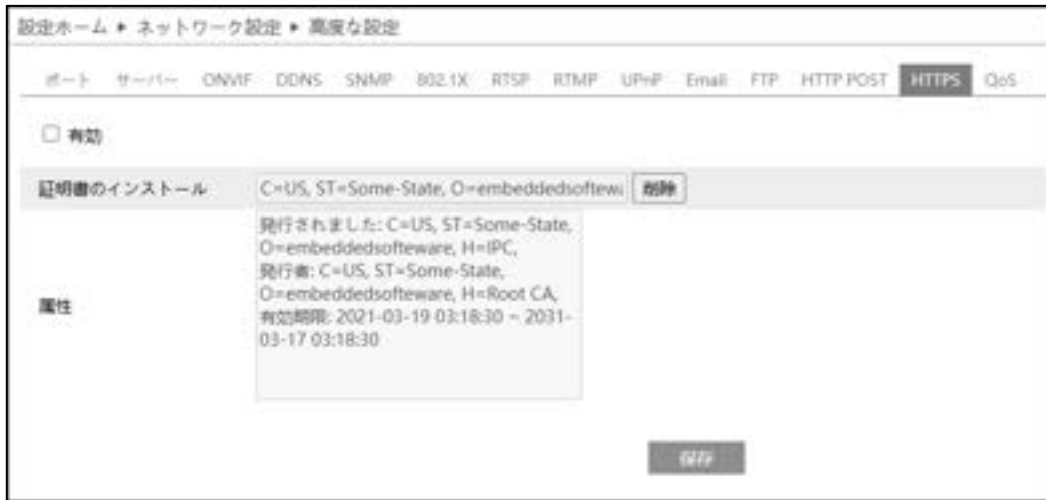 設定ホーム ▸ ネットワーク設定 ▸ 高度な設定
ポート サーバー ONVIF DDNS SNMP 802.1X RTSP RTMP UPnP Email FTP HTTP POST HTTPS QoS
有効
証明書のインストール C=US, ST=Some-State, O=embeddedsoftewa 削除
発行されました: C=US, ST=Some-State,
O=embeddedsofteware, H=IPC,
発行者: C=US, ST=Some-State,
O=embeddedsofteware, H=Root CA,
属性
有効期限: 2021-03-19 03:18:30 ~ 2031-
03-17 03:18:30
保存